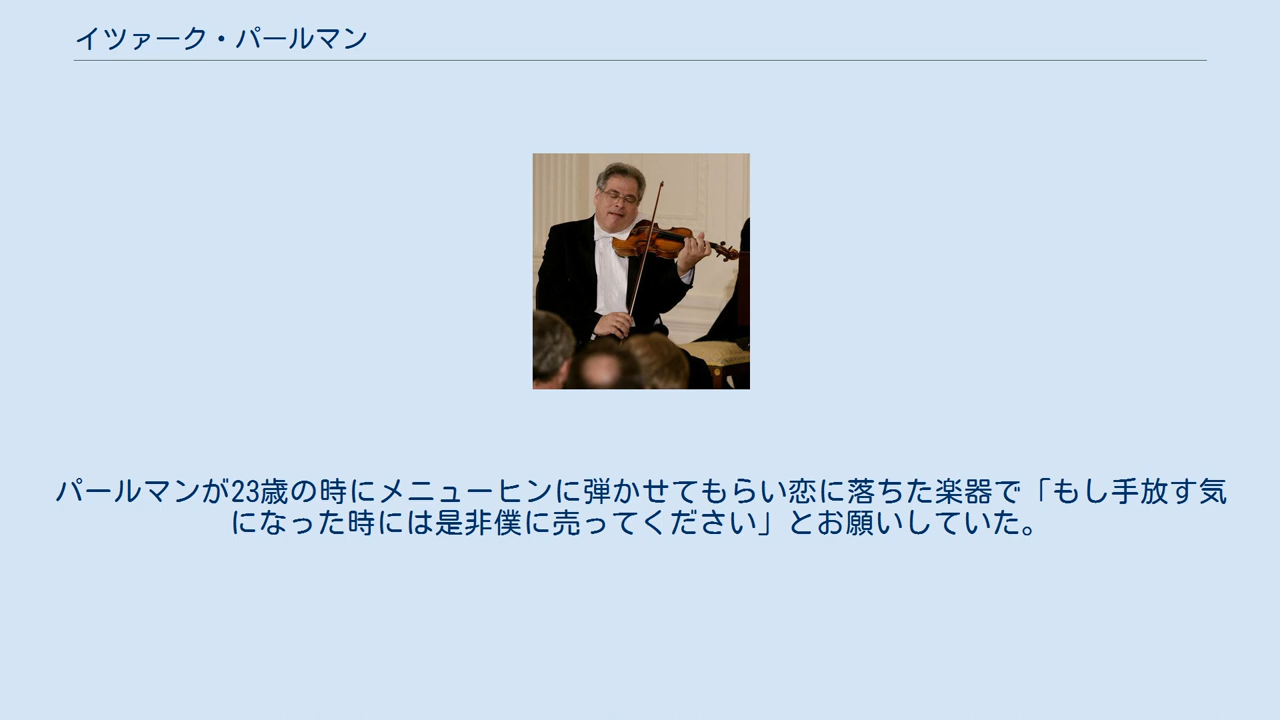 イツァーク・パールマン
パールマンが23歳の時にメニューヒンに弾かせてもらい恋に落ちた楽器で「もし手放す気
になった時には是非僕に売ってください」とお願いしていた。